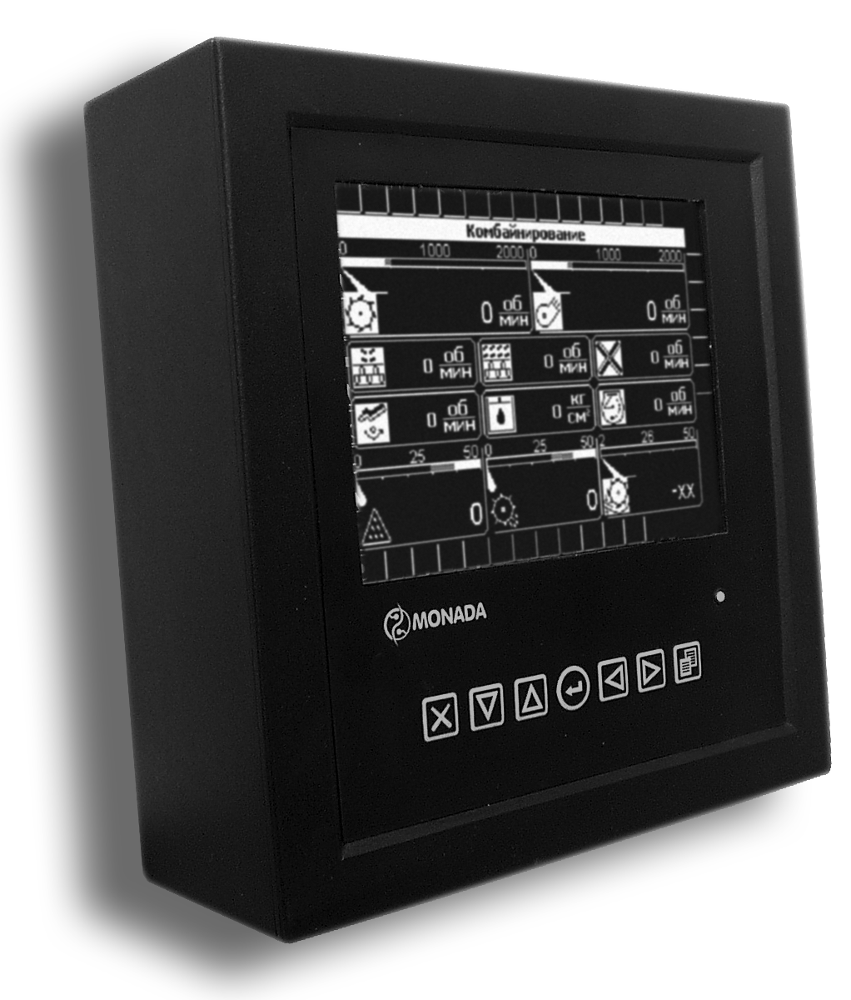 Комбайнирование
0 1000 2000 0 1000 2000
0 об/мин 0 об/мин
0 об/мин 0 об/мин 0 об/мин
0 об/мин 0 кг/см² 0 об/мин
0 25 50 0 25 50 2 26 50
0 0 -xx
MONADA